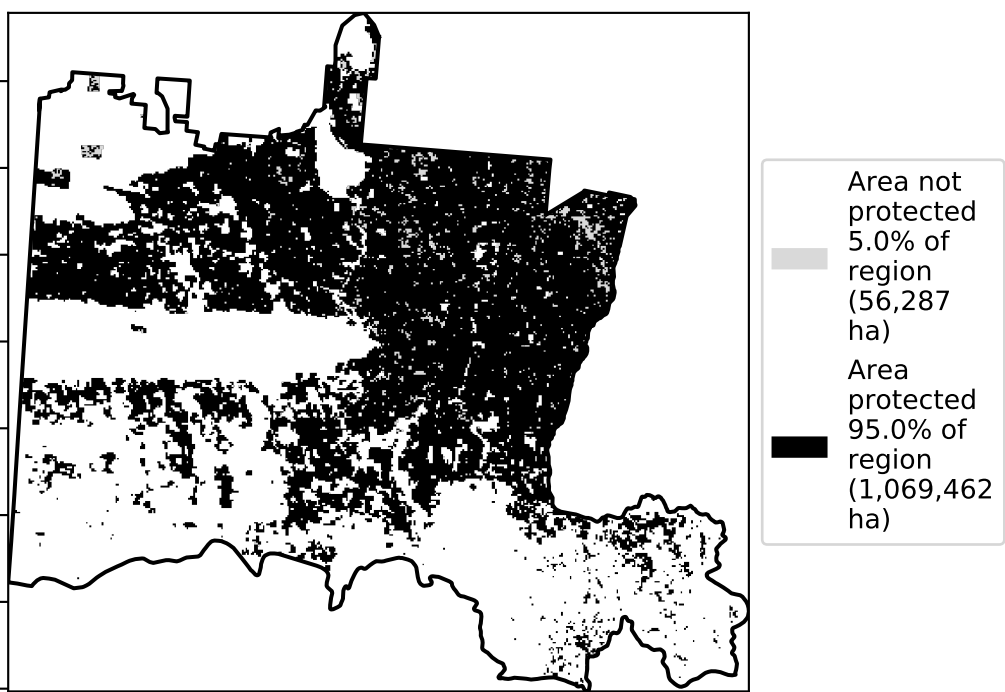 Area not
protected
5.0% of
region
(56,287
ha)
Area
protected
95.0% of
region
(1,069,462
ha)